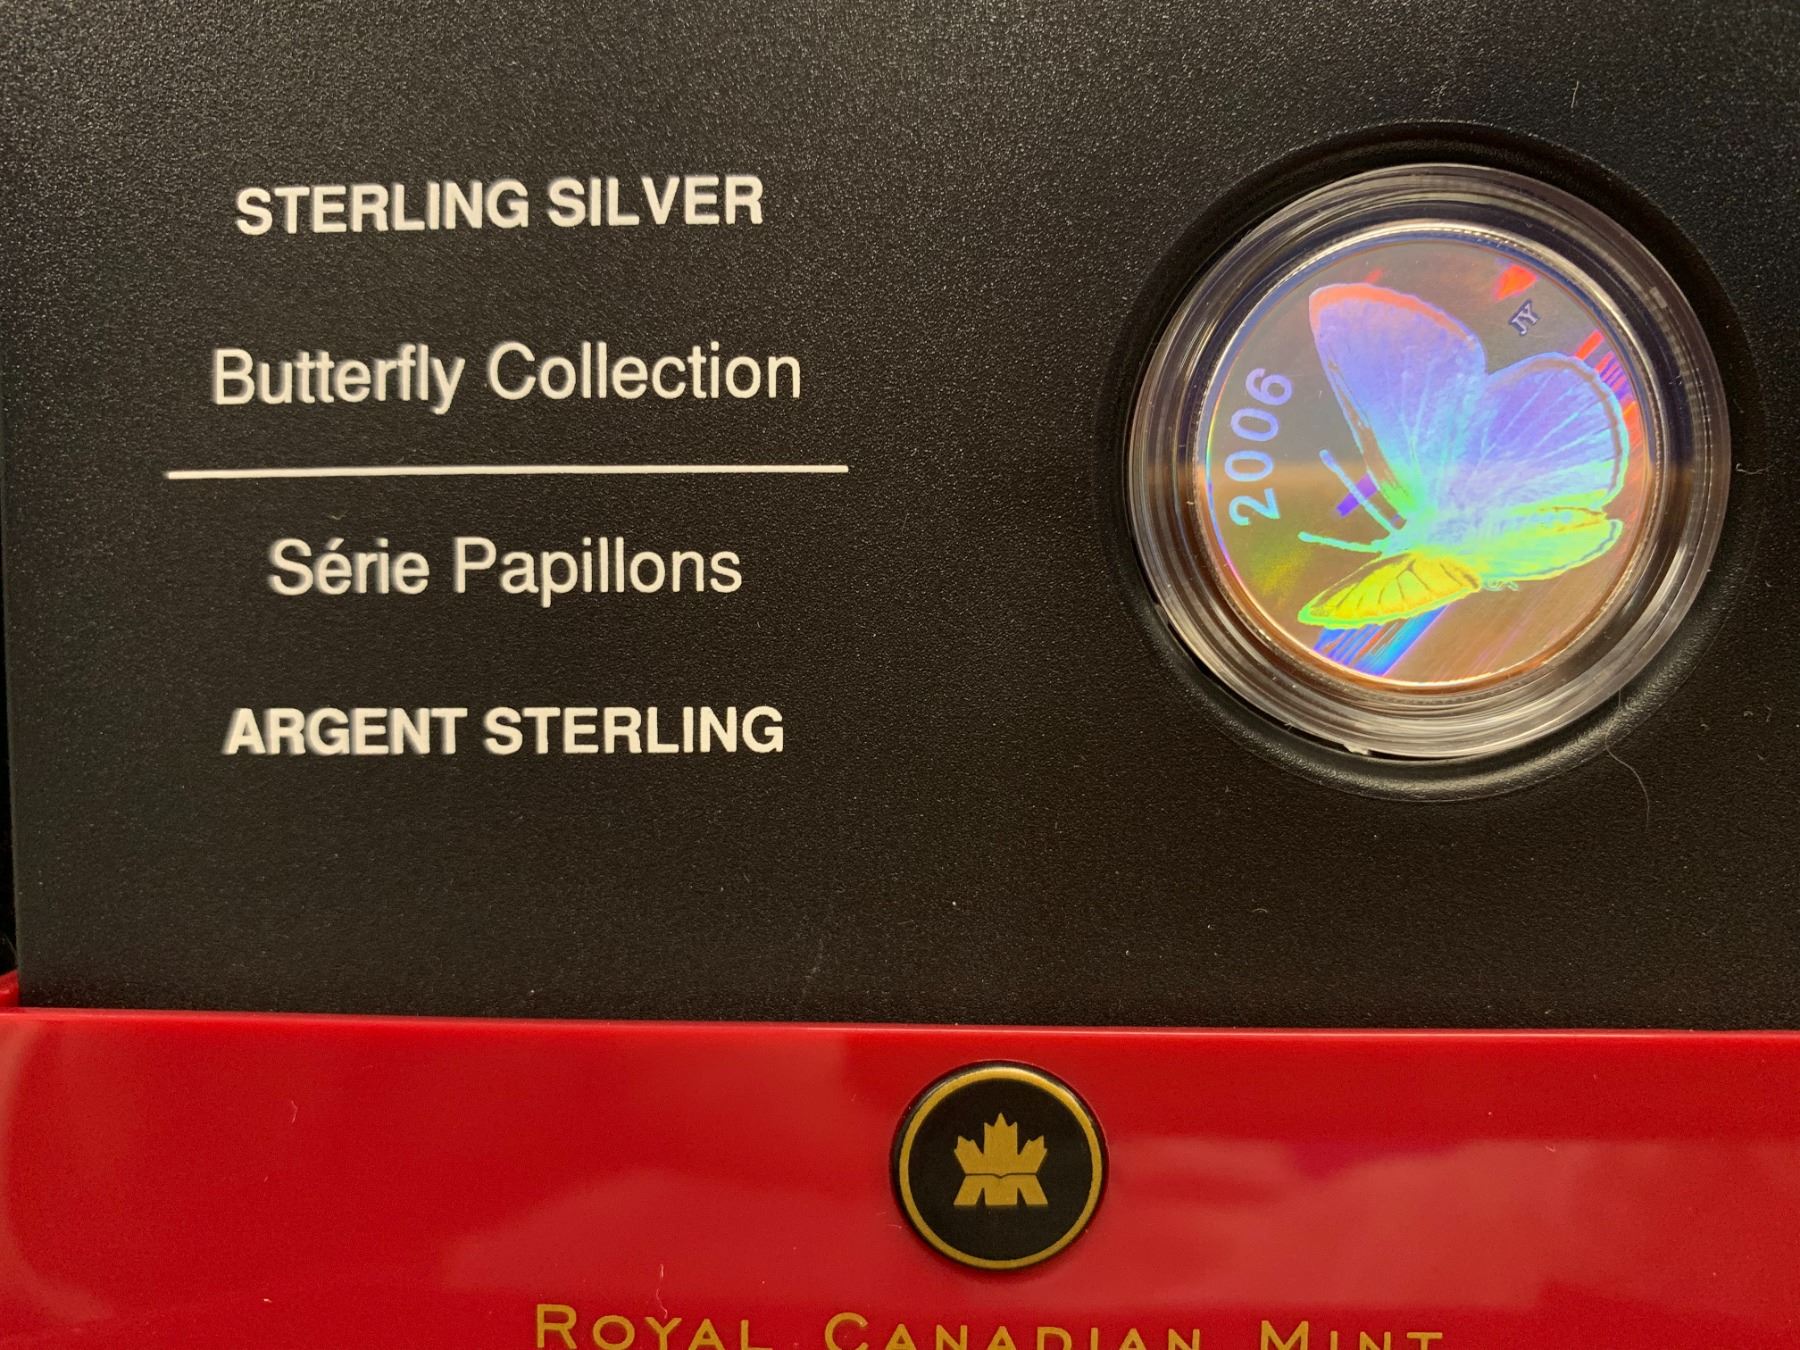 STERLING SILVER
Butterfly Collection
Série Papillons
ARGENT STERLING
2006
JY
ROYAL CANADIAN MINT